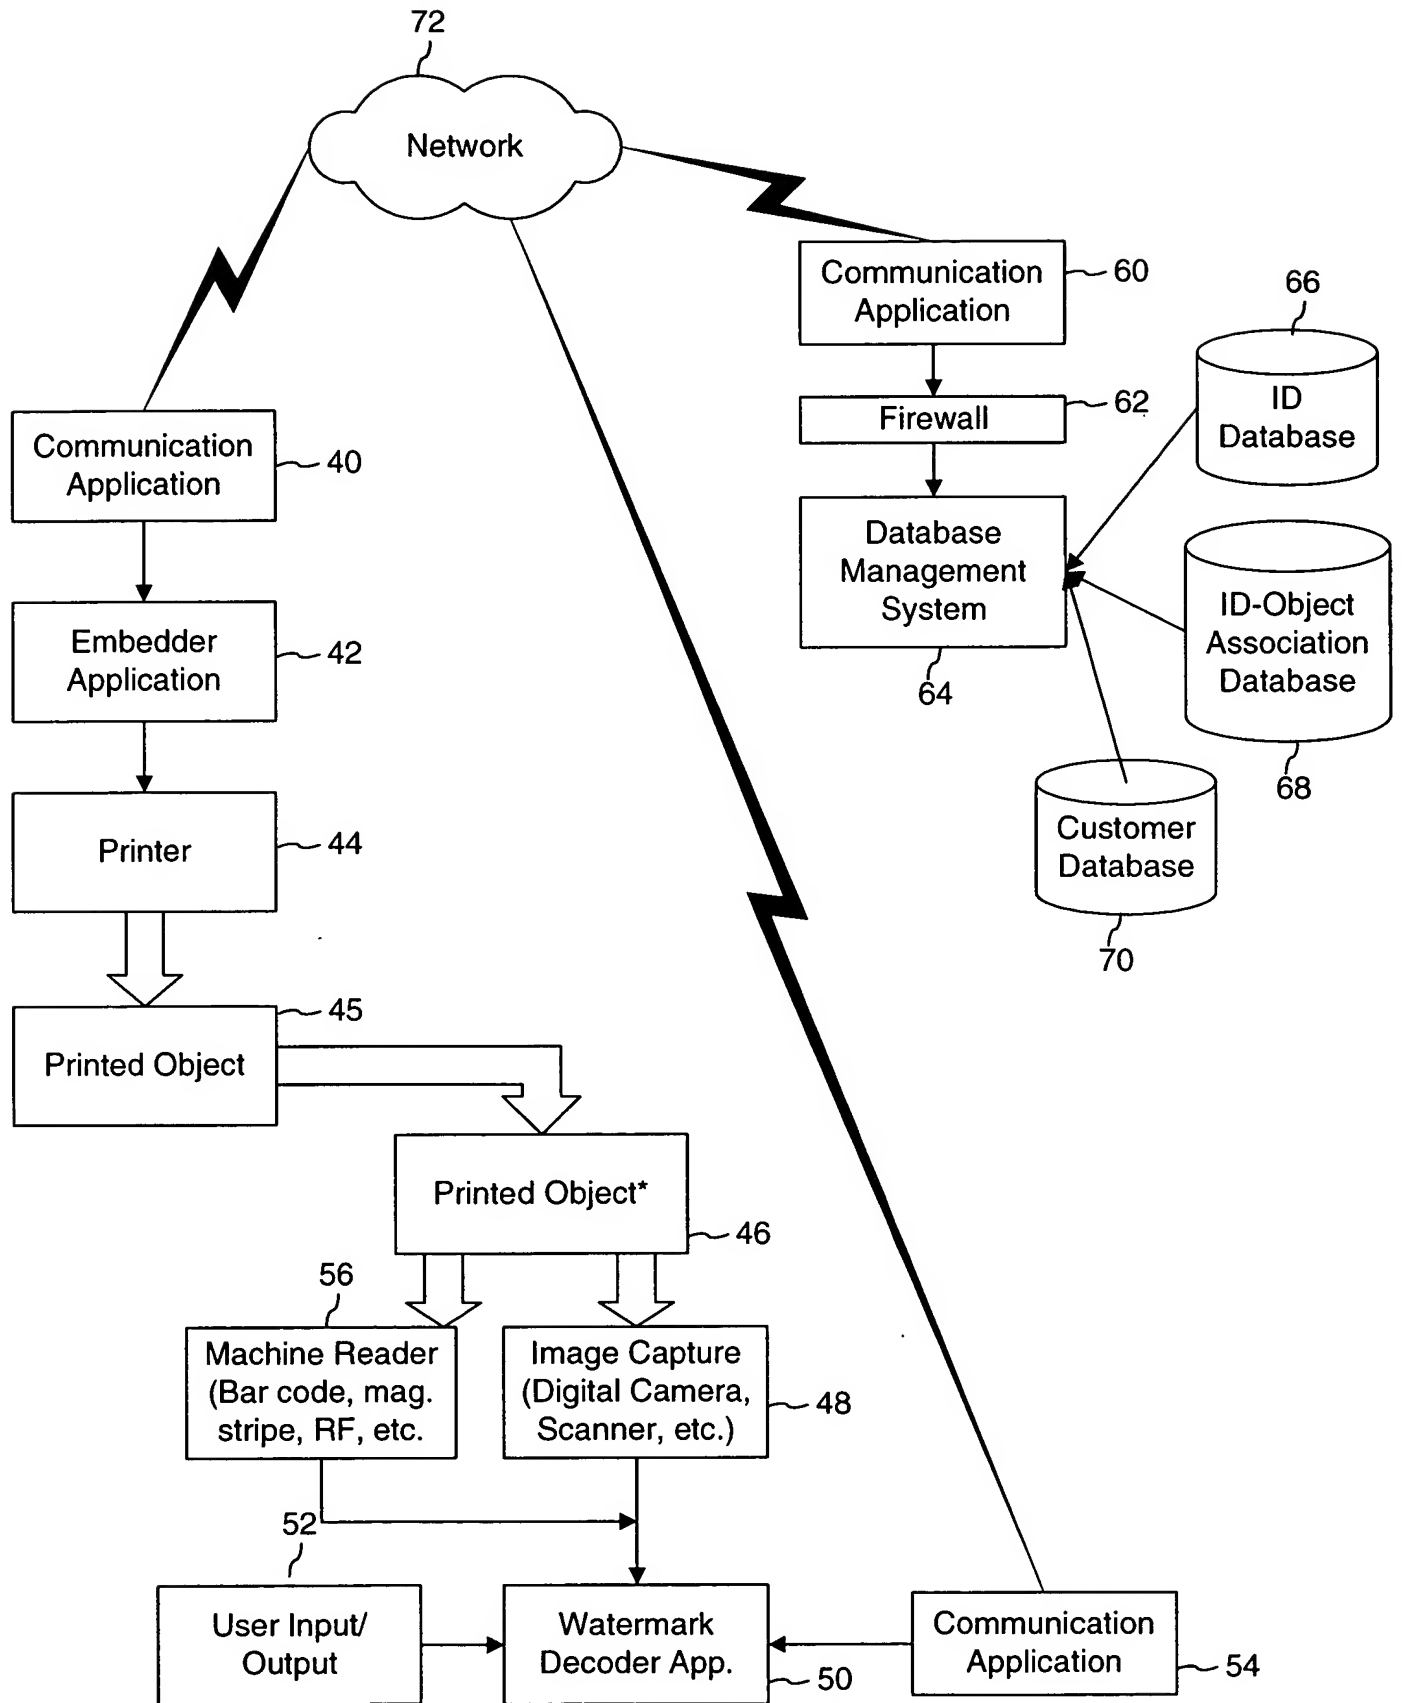 72
Network
Communication
Application
60
66
ID
Database
Firewall
62
Communication
Application
40
Database
Management
System
64
ID-Object
Association
Database
68
Embedder
Application
42
Customer
Database
70
Printer
44
45
Printed Object
Printed Object*
46
56
Machine Reader
(Bar code, mag.
stripe, RF, etc.
Image Capture
(Digital Camera,
Scanner, etc.)
48
52
User Input/
Output
Watermark
Decoder App.
50
Communication
Application
54